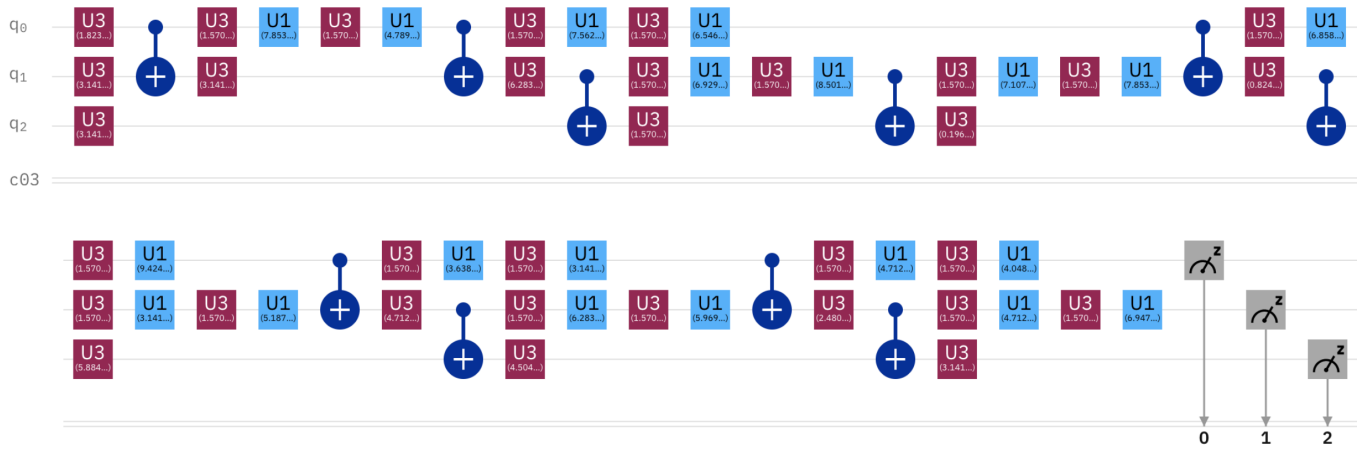 q0 U3 (1.823...) U3 (1.570...) U1 (7.853...) U3 (1.570...) U1 (4.789...) U3 (1.570...) U1 (7.562...) U3 (1.570...) U1 (6.546...) U3 (1.570...) U1 (6.858...)
q1 U3 (3.141...) U3 (3.141...) U3 (6.283...) U3 (1.570...) U1 (6.929...) U3 (1.570...) U1 (8.501...) U3 (1.570...) U1 (7.107...) U3 (1.570...) U1 (7.853...) U3 (0.824...)
q2 U3 (3.141...) U3 (1.570...) U3 (0.196...)
c03
U3 (1.570...) U1 (9.424...) U3 (1.570...) U1 (3.638...) U3 (1.570...) U1 (3.141...) U3 (1.570...) U1 (4.712...) U3 (1.570...) U1 (4.048...) z
U3 (1.570...) U1 (3.141...) U3 (1.570...) U1 (5.187...) U3 (4.712...) U3 (1.570...) U1 (6.283...) U3 (1.570...) U1 (5.969...) U3 (2.480...) U3 (1.570...) U1 (4.712...) U3 (1.570...) U1 (6.947...) z
U3 (5.884...) U3 (4.504...) U3 (3.141...) z
0 1 2